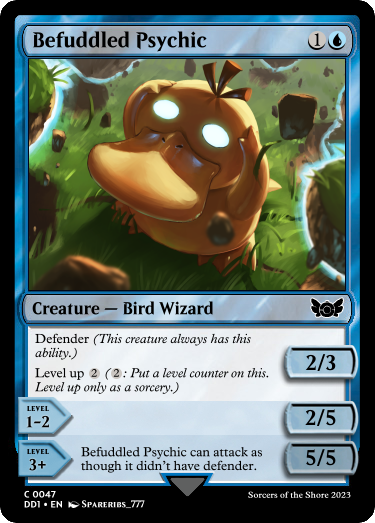 Befuddled Psychic 1
Creature — Bird Wizard
Defender (This creature always has this
ability.)
Level up 2 (2: Put a level counter on this.
Level up only as a sorcery.)
2/3
LEVEL
1-2
2/5
LEVEL
3+
Befuddled Psychic can attack as
though it didn't have defender.
5/5
C 0047
DD1 • EN SPARERIBS_777
SORCERS OF THE SHORE 2023